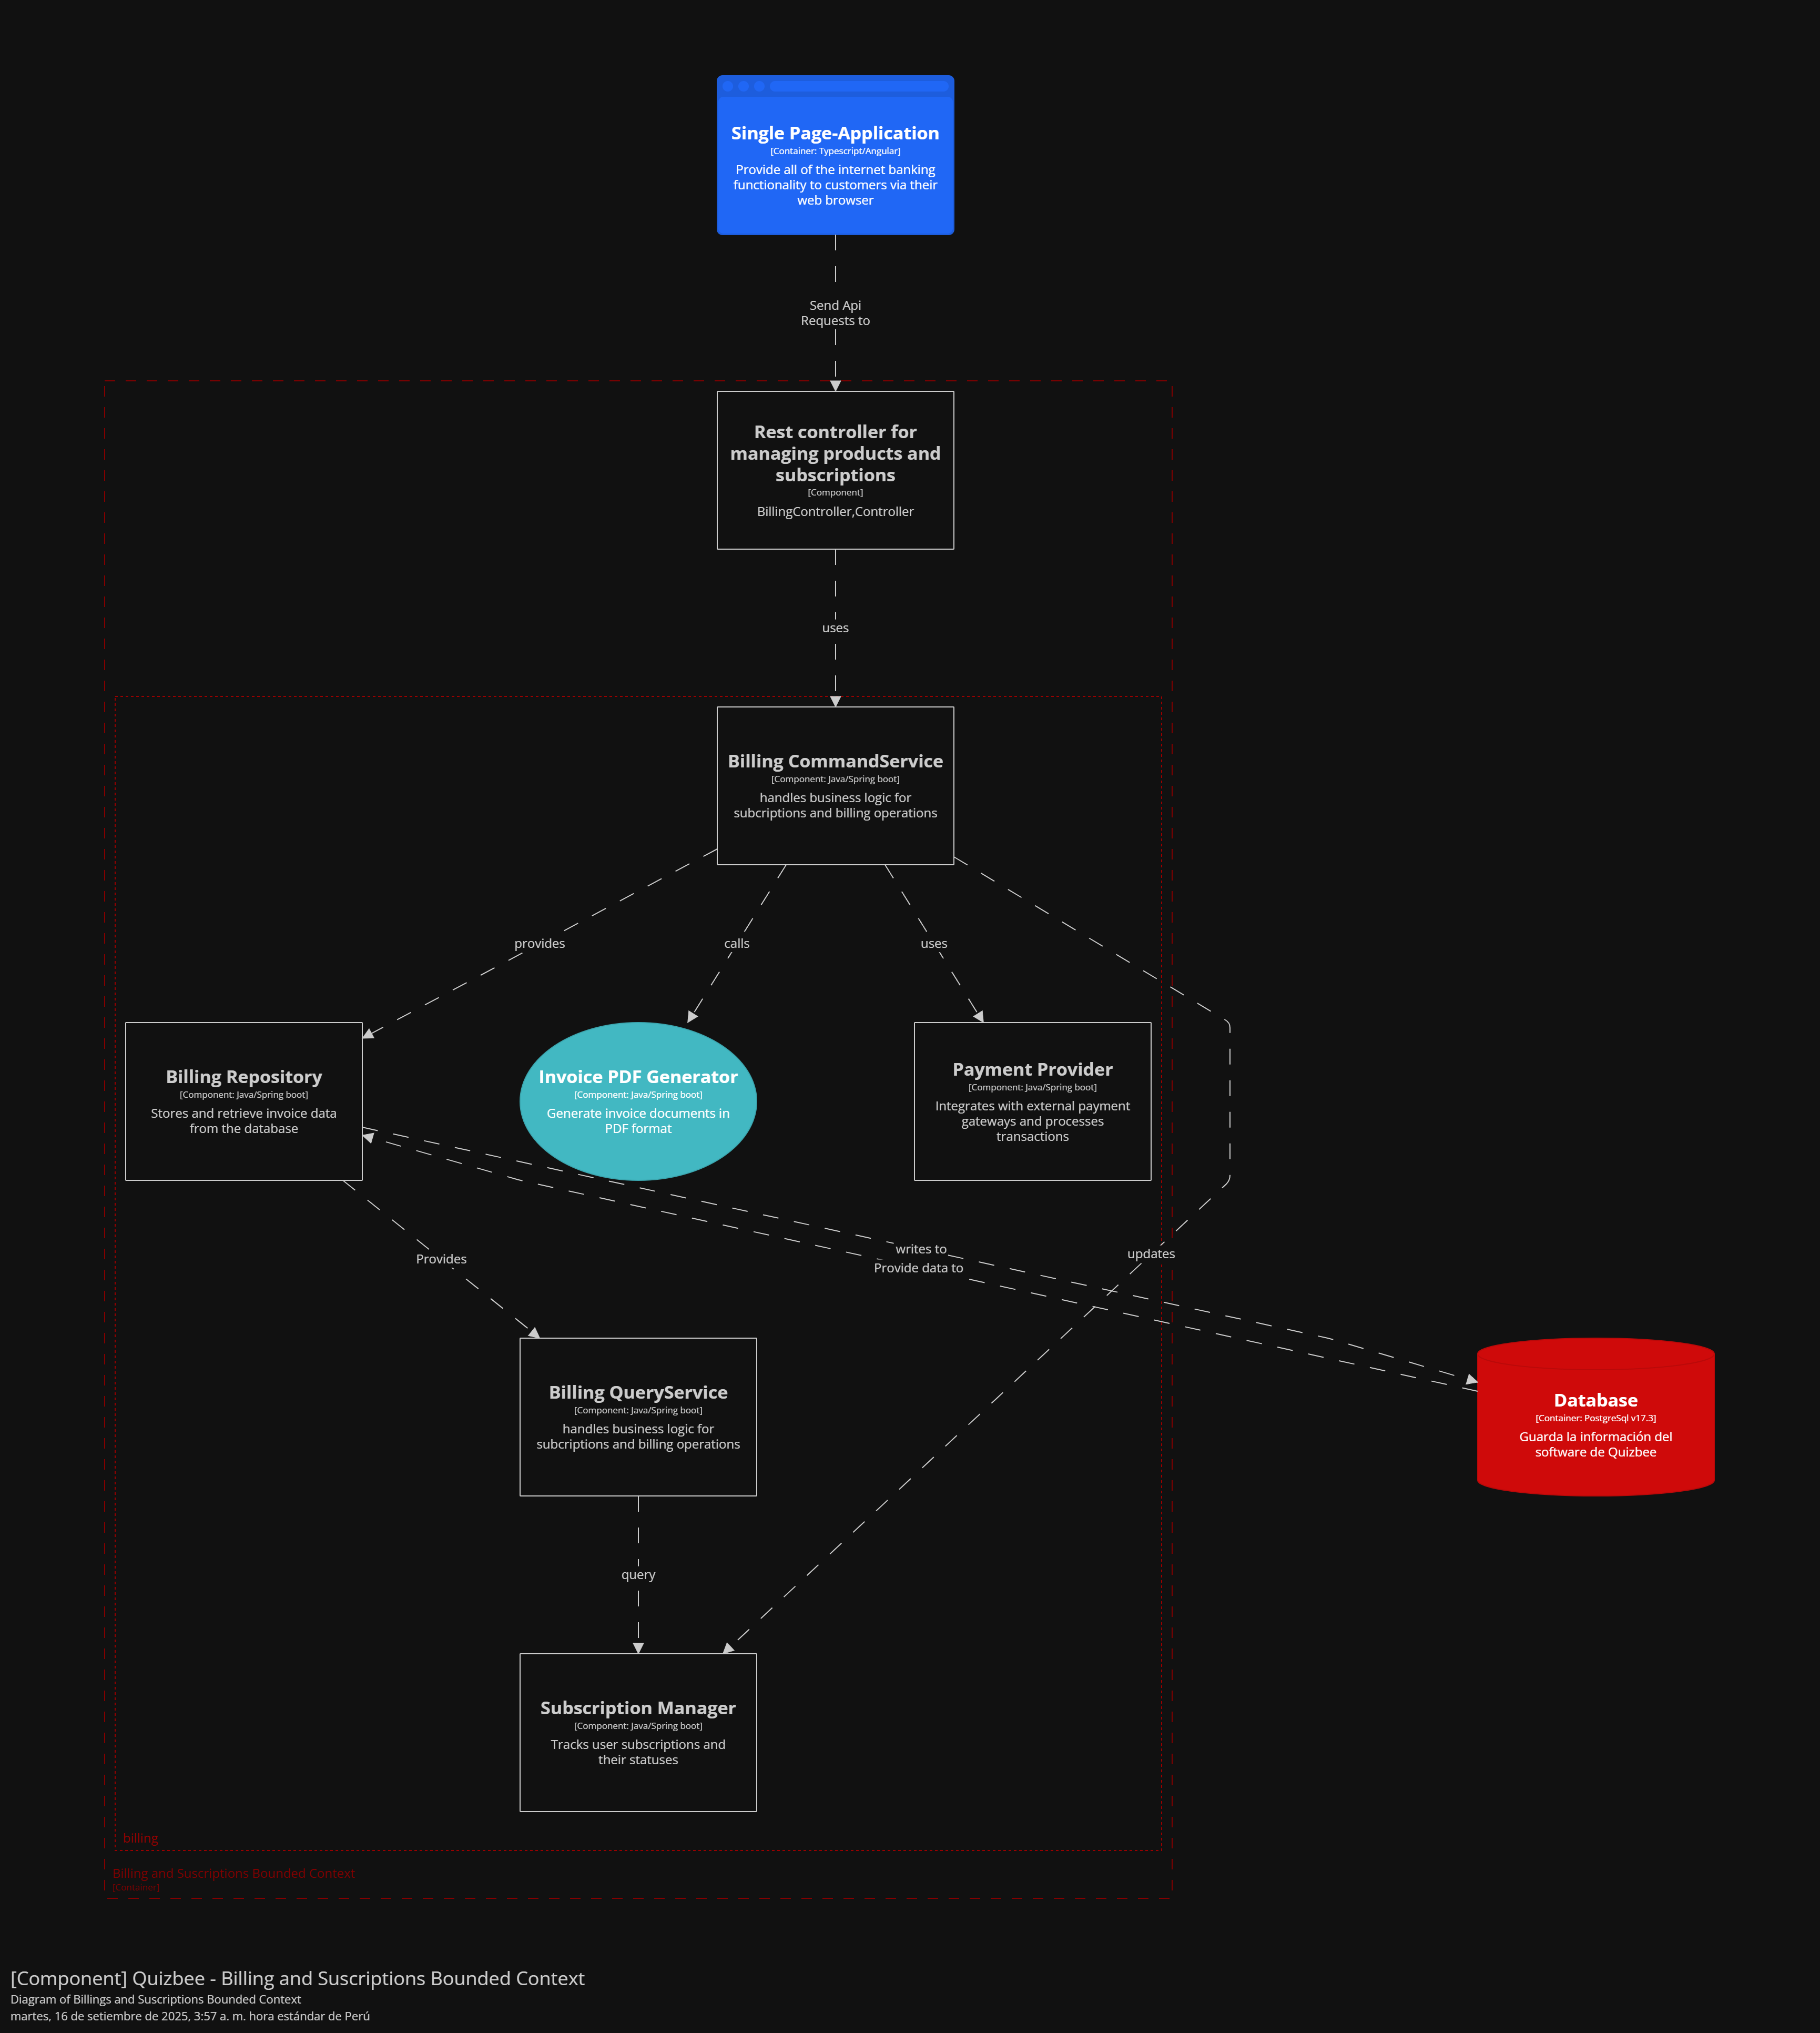 Single Page-Application
[Container: Typescript/Angular]
Provide all of the internet banking
functionality to customers via their
web browser
Send Api
Requests to
Rest controller for
managing products and
subscriptions
[Component]
BillingController,Controller
uses
Billing CommandService
[Component: Java/Spring boot]
handles business logic for
subcriptions and billing operations
provides
calls
uses
Billing Repository
[Component: Java/Spring boot]
Stores and retrieve invoice data
from the database
Invoice PDF Generator
[Component: Java/Spring boot]
Generate invoice documents in
PDF format
Payment Provider
[Component: Java/Spring boot]
Integrates with external payment
gateways and processes
transactions
writes to
Provide data to
updates
Provides
Billing QueryService
[Component: Java/Spring boot]
handles business logic for
subcriptions and billing operations
Database
[Container: PostgreSql v17.3]
Guarda la información del
software de Quizbee
query
Subscription Manager
[Component: Java/Spring boot]
Tracks user subscriptions and
their statuses
billing
Billing and Suscriptions Bounded Context
[Container]
[Component] Quizbee - Billing and Suscriptions Bounded Context
Diagram of Billings and Suscriptions Bounded Context
martes, 16 de setiembre de 2025, 3:57 a. m. hora estándar de Perú